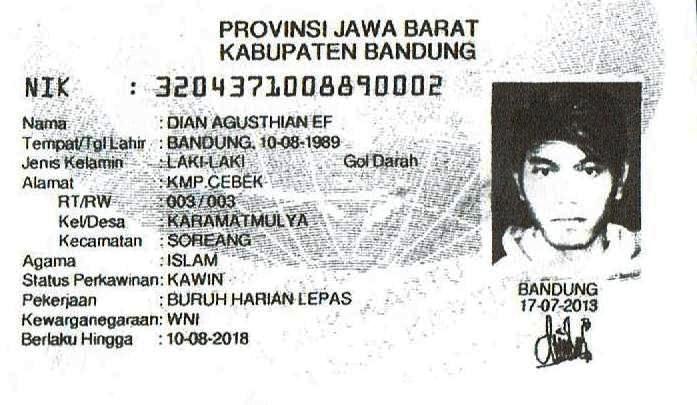 PROVINSI JAWA BARAT
KABUPATEN BANDUNG
NIK : 3204371008890002
Nama : DIAN AGUSTHIAN EF
Tempat/Tgl Lahir : BANDUNG, 10-08-1989
Jenis Kelamin : LAKI-LAKI Gol Darah
Alamat : KMP.CEBEK
RT/RW : 003 / 003
Kel/Desa : KARAMATMULYA
Kecamatan : SOREANG
Agama : ISLAM
Status Perkawinan: KAWIN
Pekerjaan : BURUH HARIAN LEPAS
Kewarganegaraan: WNI
Berlaku Hingga : 10-08-2018
BANDUNG
17-07-2013